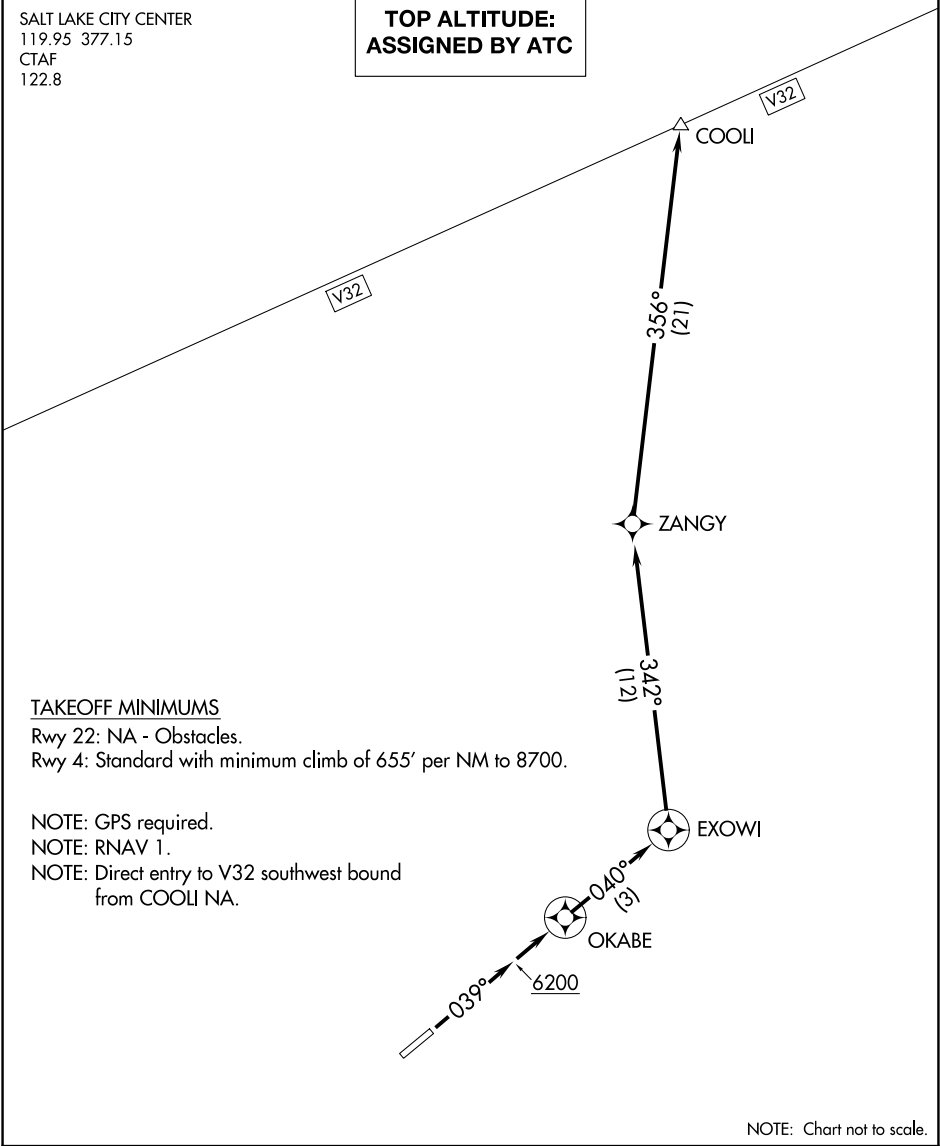 SALT LAKE CITY CENTER
119.95 377.15
CTAF
122.8
TOP ALTITUDE:
ASSIGNED BY ATC
V32
COOLI
V32
356°
(21)
ZANGY
342°
(12)
TAKEOFF MINIMUMS
Rwy 22: NA - Obstacles.
Rwy 4: Standard with minimum climb of 655' per NM to 8700.
NOTE: GPS required.
NOTE: RNAV 1.
NOTE: Direct entry to V32 southwest bound
from COOLI NA.
EXOWI
040°
(3)
OKABE
6200
039°
NOTE: Chart not to scale.